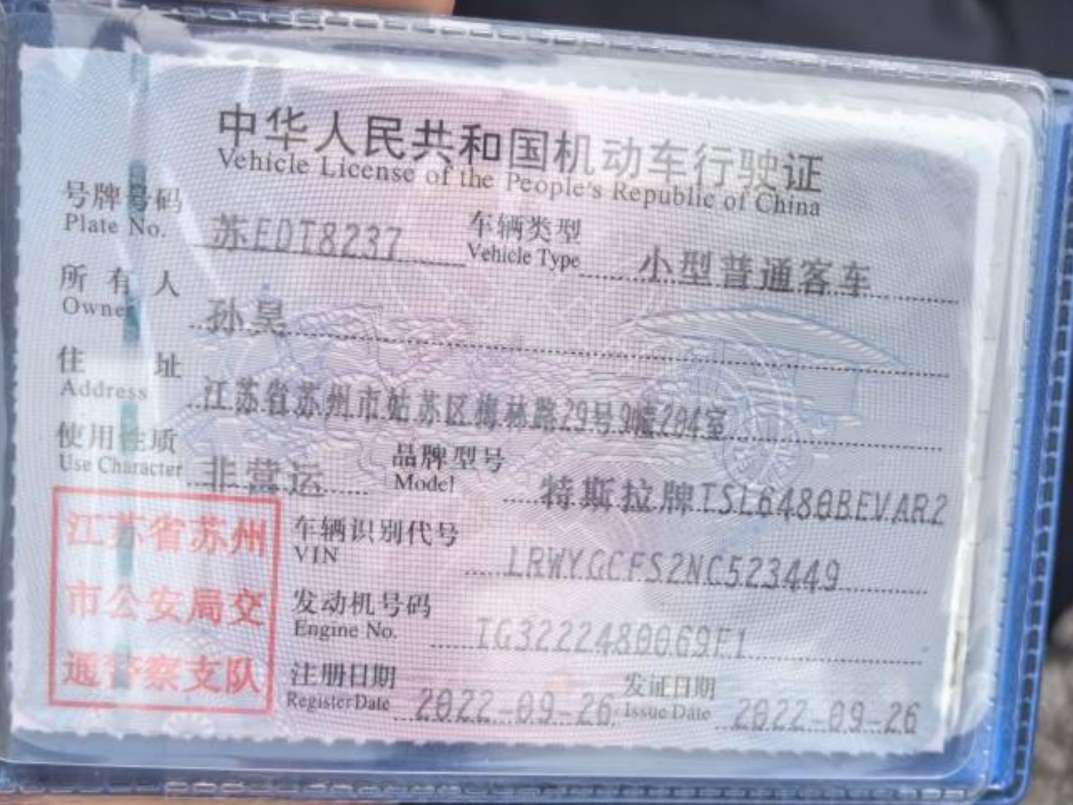 中华人民共和国机动车行驶证
Vehicle License of the People's Republic of China
号牌号码 苏EDT8237 车辆类型 小型普通客车
Plate No. Vehicle Type
所有人 孙昊
Owner
住址 江苏省苏州市姑苏区梅林路29号9幢204室
Address
使用性质 非营运 品牌型号 特斯拉牌TSL6480BEVAR2
Use Character Model
江苏省苏州
市公安局交
通警察支队
车辆识别代号 LRWYGCFS2NC523449
VIN
发动机号码 TG3222480069F1
Engine No.
注册日期 2022-09-26 发证日期 2022-09-26
Register Date Issue Date